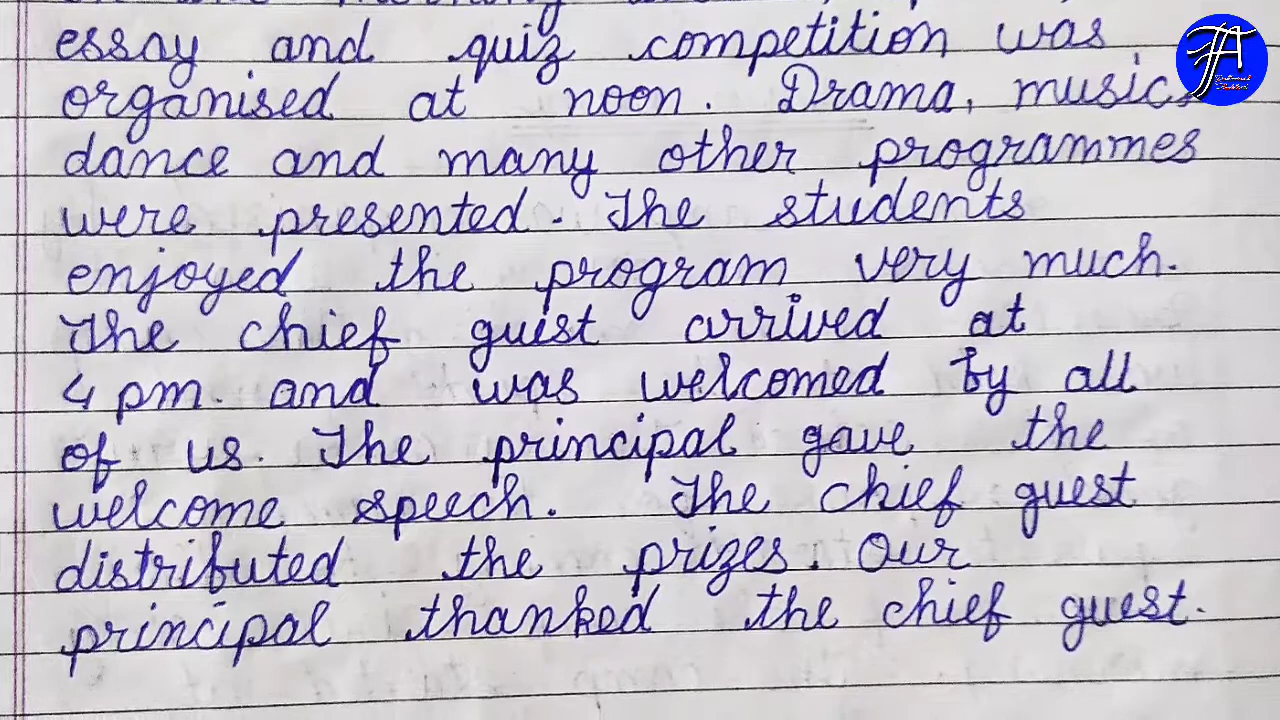 essay and quiz competition was
organised at noon. Drama, music,
dance and many other programmes
were presented. The students
enjoyed the program very much.
The chief guist arrived at
4 pm. and was welcomed by all
of us. The principal gave the
welcome speech. The chief guest
distributed the prizes. Our
principal thanked the chief guest.